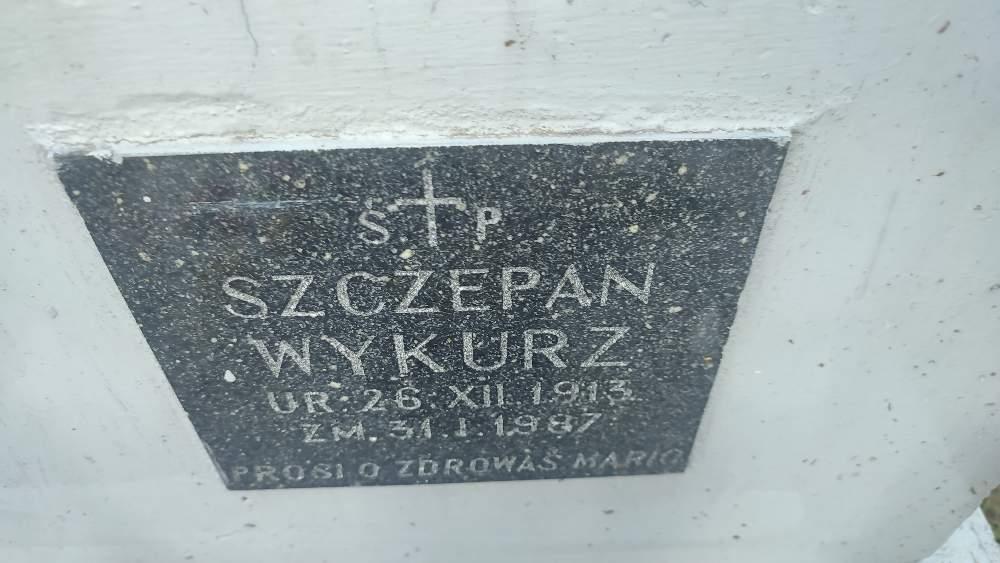 Ś P
SZCZEPAN
WYKURZ
UR. 26. XII. 1913
ZM. 31. I. 1987
PROSI O ZDROWAŚ MARIO